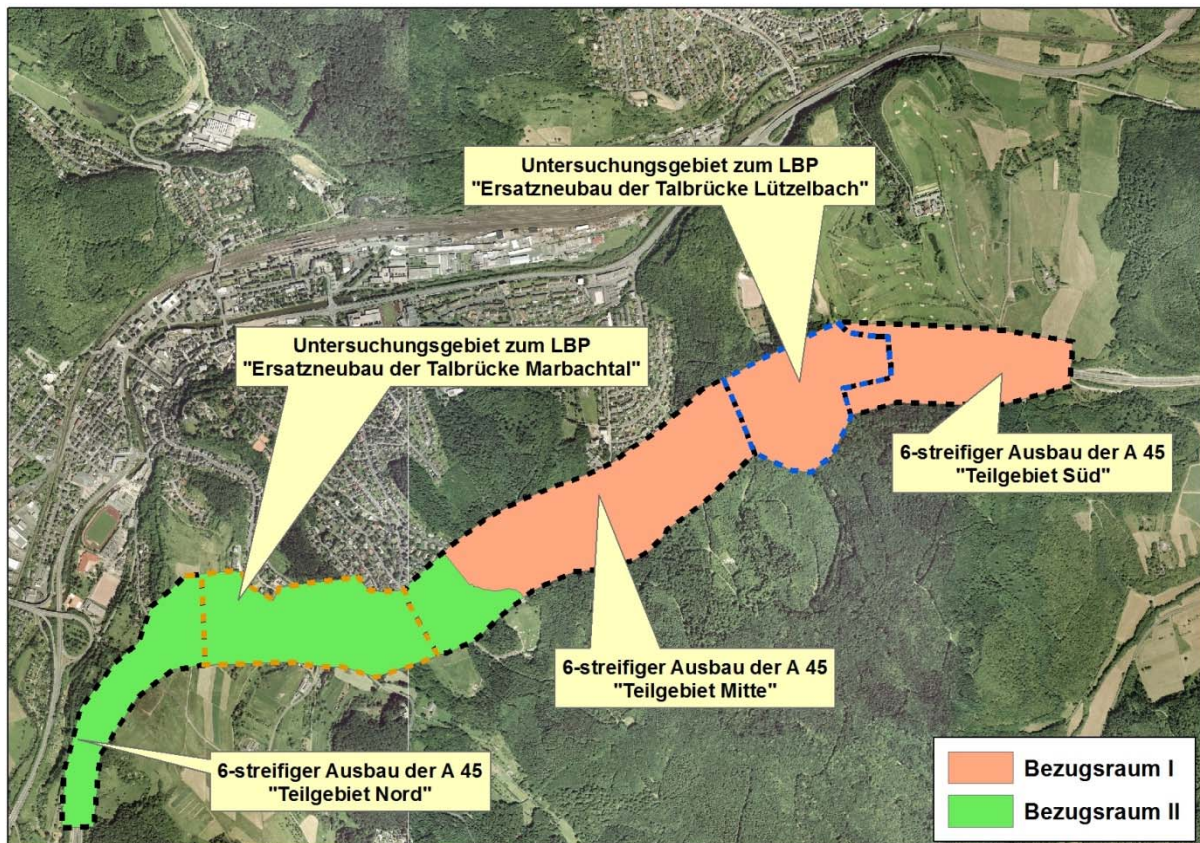 Untersuchungsgebiet zum LBP
"Ersatzneubau der Talbrücke Lützelbach"
Untersuchungsgebiet zum LBP
"Ersatzneubau der Talbrücke Marbachtal"
6-streifiger Ausbau der A 45
"Teilgebiet Süd"
6-streifiger Ausbau der A 45
"Teilgebiet Mitte"
6-streifiger Ausbau der A 45
"Teilgebiet Nord"
Bezugsraum I
Bezugsraum II